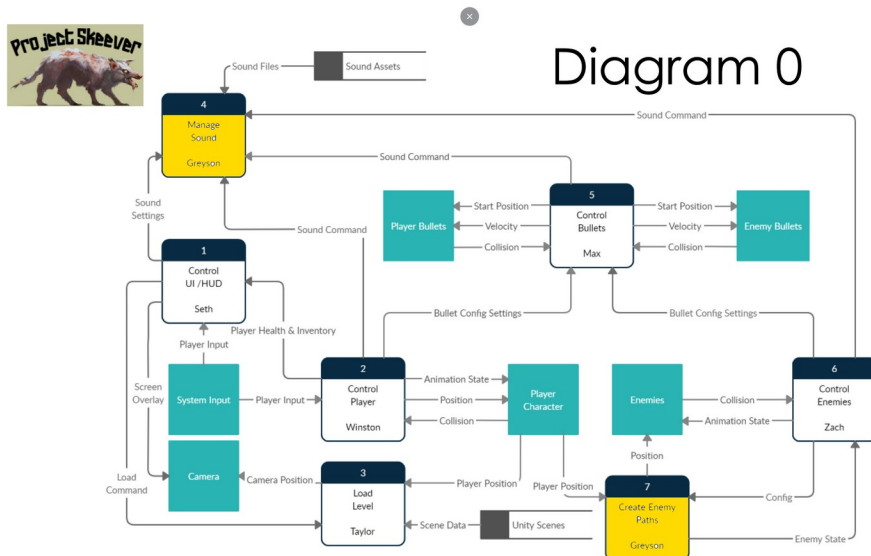 Project Skeever
Diagram 0
Sound Files
Sound Assets
4
Manage
Sound
Greyson
Sound Command
Sound Command
5
Control
Bullets
Max
Start Position
Velocity
Collision
Player Bullets
Start Position
Velocity
Collision
Enemy Bullets
Sound
Settings
Sound Command
1
Control
UI /HUD
Seth
Player Health & Inventory
Player Input
Bullet Config Settings
Bullet Config Settings
2
Control
Player
Winston
6
Control
Enemies
Zach
Screen
Overlay
System Input
Player Input
Animation State
Position
Collision
Player
Character
Enemies
Collision
Animation State
Position
Load
Command
Camera
Camera Position
3
Load
Level
Taylor
Player Position
Player Position
7
Create Enemy
Paths
Greyson
Config
Scene Data
Unity Scenes
Enemy State